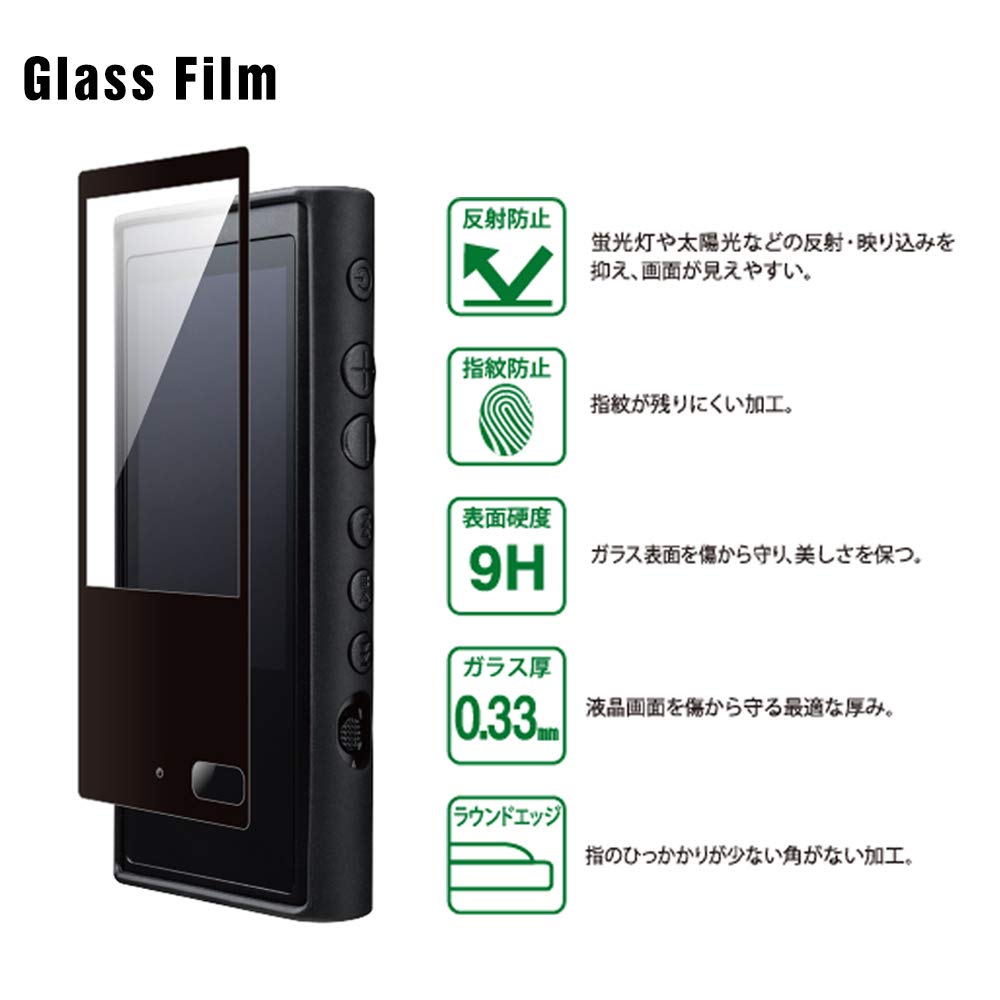 Glass Film
反射防止
蛍光灯や太陽光などの反射・映り込みを
抑え、画面が見えやすい。
指紋防止
指紋が残りにくい加工。
表面硬度
9H
ガラス表面を傷から守り、美しさを保つ。
ガラス厚
0.33mm
液晶画面を傷から守る最適な厚み。
ラウンドエッジ
指のひっかかりが少ない角がない加工。